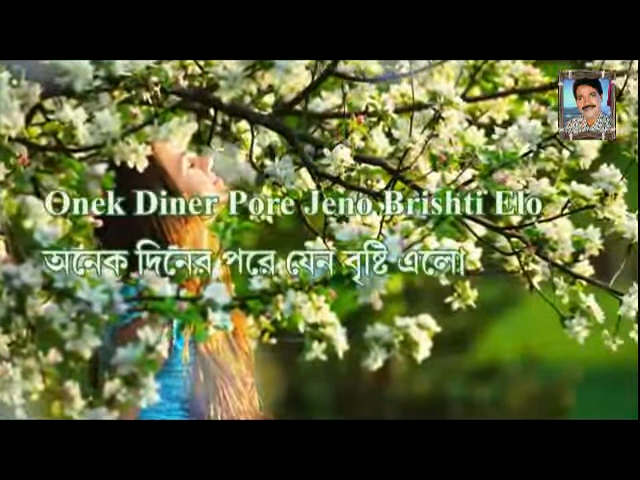 Onek Diner Pore Jeno Brishti Elo
অনেক দিনের পরে যেন বৃষ্টি এলো